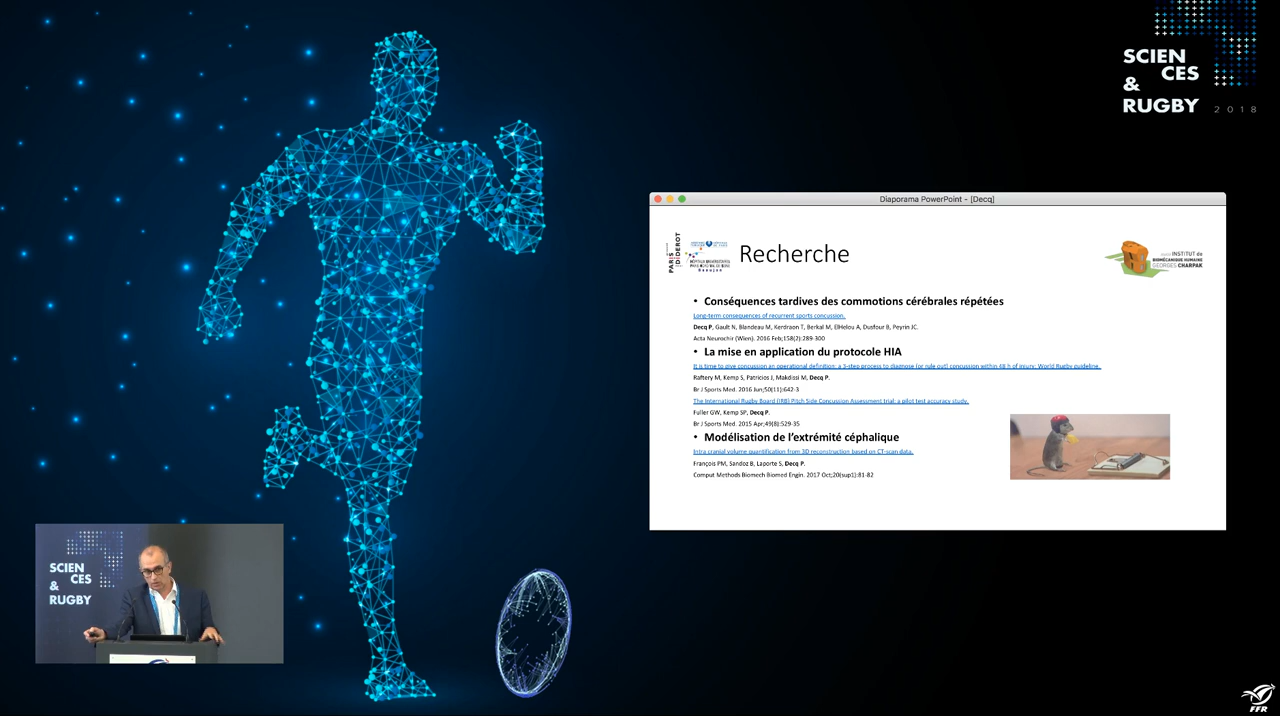 SCIEN
CES
&
RUGBY 2018
Diaporama PowerPoint - [Decq]
PARIS
DIDEROT
Beaujon
Recherche
INSTITUT de
BIOMÉCANIQUE HUMAINE
GEORGES CHARPAK
• Conséquences tardives des commotions cérébrales répétées
Long-term consequences of recurrent sports concussion.
Decq P, Gault N, Blandeau M, Kerdraon T, Berkal M, ElHelou A, Dusfour B, Peyrin JC.
Acta Neurochir (Wien). 2016 Feb;158(2):289-300
• La mise en application du protocole HIA
It is time to give concussion an operational definition: a 3-step process to diagnose (or rule out) concussion within 48 h of injury: World Rugby guideline.
Raftery M, Kemp S, Patricios J, Makdissi M, Decq P.
Br J Sports Med. 2016 Jun;50(11):642-3
The International Rugby Board (IRB) Pitch Side Concussion Assessment trial: a pilot test accuracy study.
Fuller GW, Kemp SP, Decq P.
Br J Sports Med. 2015 Apr;49(8):529-35
• Modélisation de l'extrémité céphalique
Intra cranial volume quantification from 3D reconstruction based on CT-scan data.
François PM, Sandoz B, Laporte S, Decq P.
Comput Methods Biomech Biomed Engin. 2017 Oct;20(sup1):81-82
SCIEN
CES
&
RUGBY
FFR